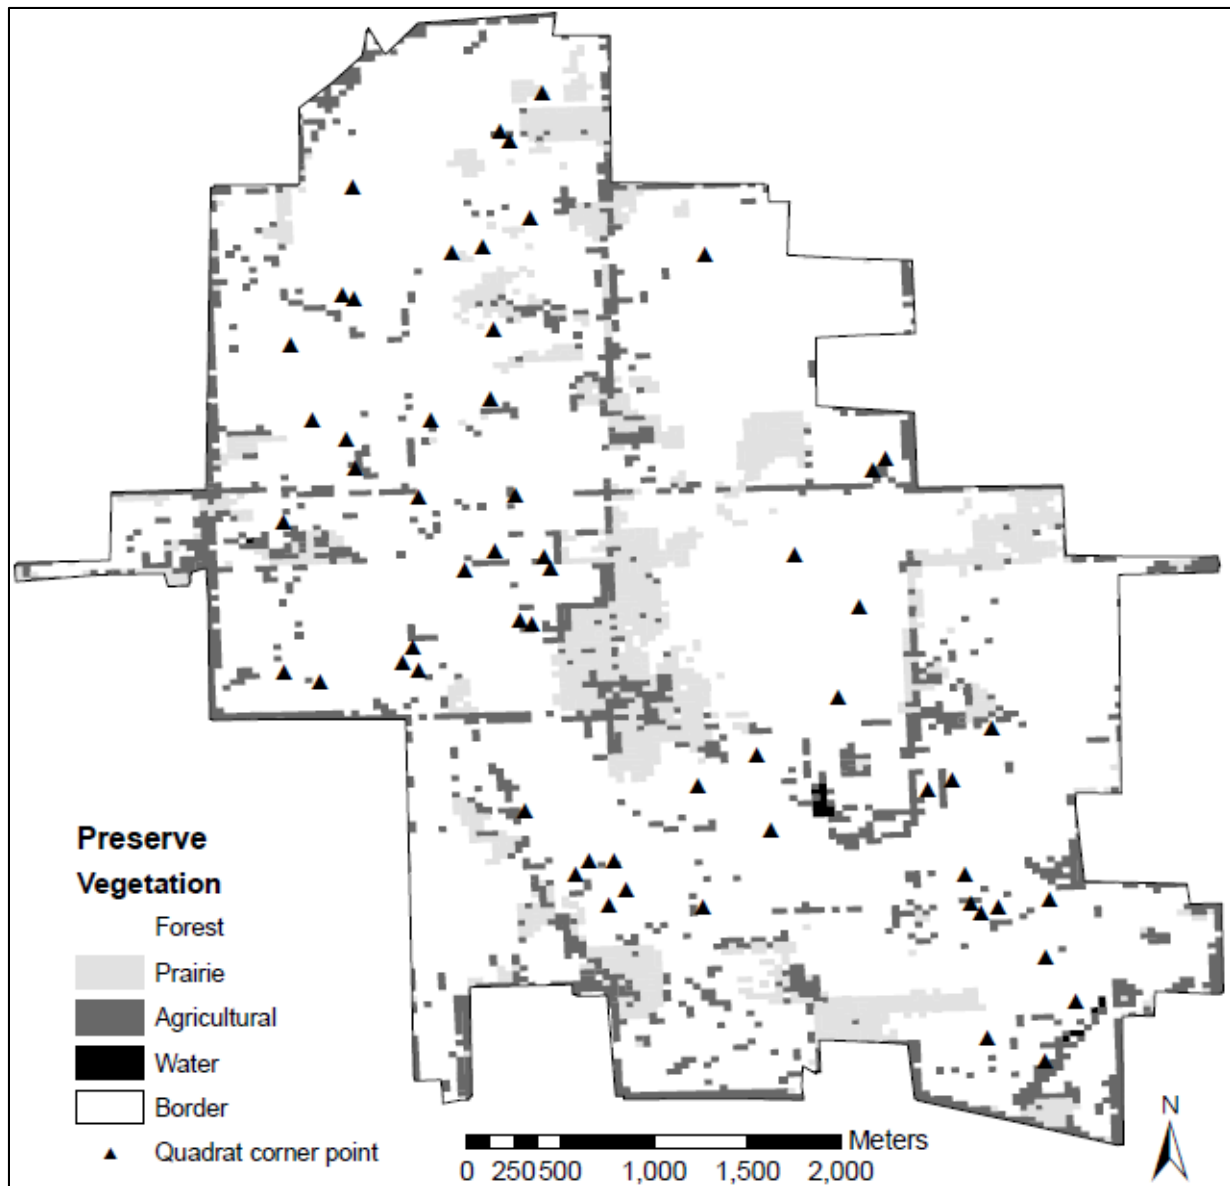 Preserve
Vegetation
Forest
Prairie
Agricultural
Water
Border
Quadrat corner point
N
Meters
0 250 500 1,000 1,500 2,000